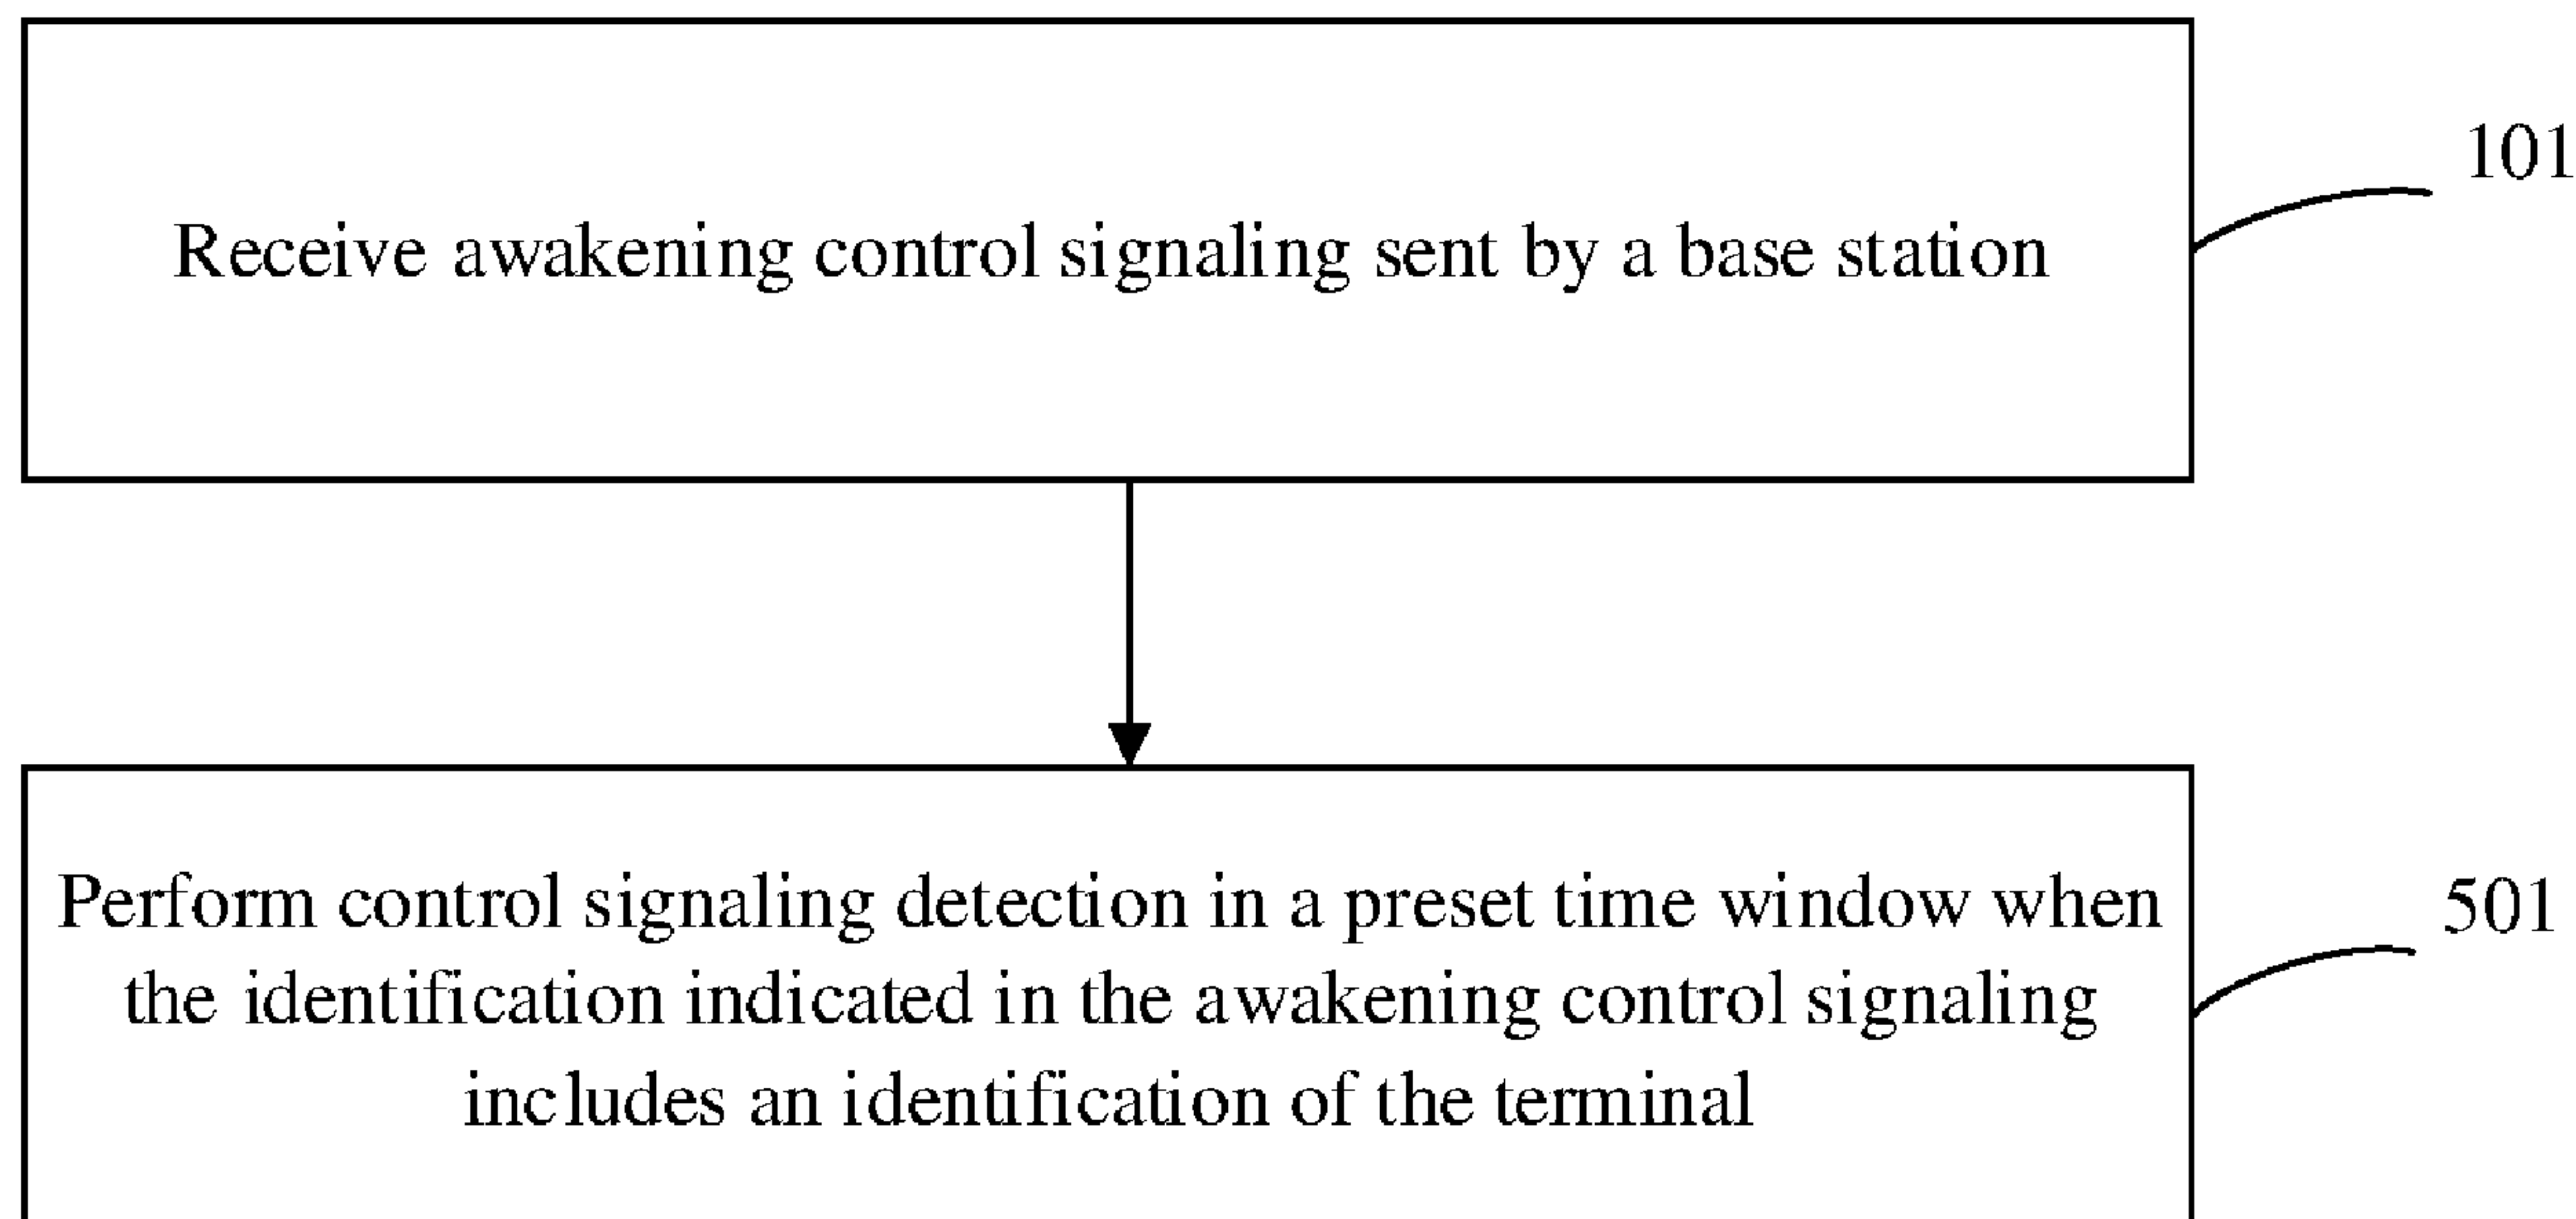 Receive awakening control signaling sent by a base station
101
Perform control signaling detection in a preset time window when
the identification indicated in the awakening control signaling
includes an identification of the terminal
501